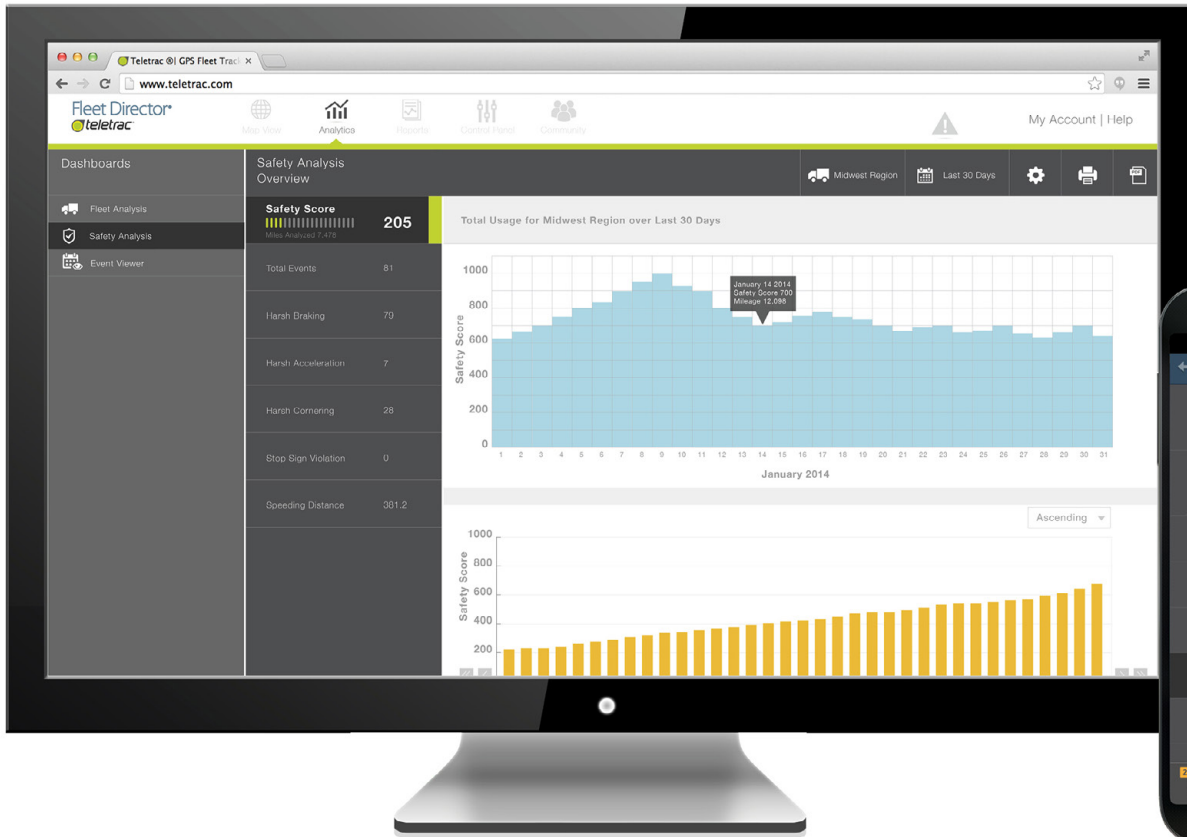 Teletrac ®| GPS Fleet Trac
www.teletrac.com
Fleet Director®
teletrac
Map View
Analytics
Reports
Control Panel
Community
My Account | Help
Dashboards
Fleet Analysis
Safety Analysis
Event Viewer
Safety Analysis
Overview
Midwest Region
Last 30 Days
PDF
Safety Score
205
Miles Analyzed 7,478
Total Events 81
Harsh Braking 79
Harsh Acceleration 7
Harsh Cornering 28
Stop Sign Violation 0
Speeding Distance 381.2
Total Usage for Midwest Region over Last 30 Days
Safety Score
1000
800
600
400
200
0
January 14 2014
Safety Score 700
Mileage 12,098
1 2 3 4 5 6 7 8 9 10 11 12 13 14 15 16 17 18 19 20 21 22 23 24 25 26 27 28 29 30 31
January 2014
Ascending
Safety Score
1000
800
600
400
200
2